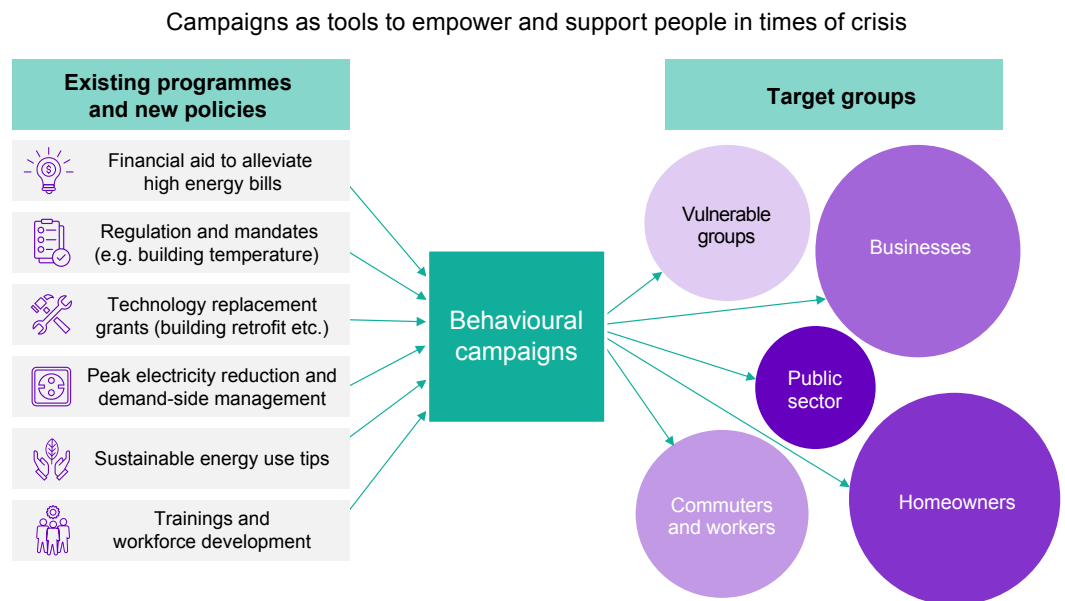 Campaigns as tools to empower and support people in times of crisis
Existing programmes
and new policies
Financial aid to alleviate
high energy bills
Regulation and mandates
(e.g. building temperature)
Technology replacement
grants (building retrofit etc.)
Peak electricity reduction and
demand-side management
Sustainable energy use tips
Trainings and
workforce development
Behavioural
campaigns
Target groups
Vulnerable
groups
Businesses
Public
sector
Commuters
and workers
Homeowners